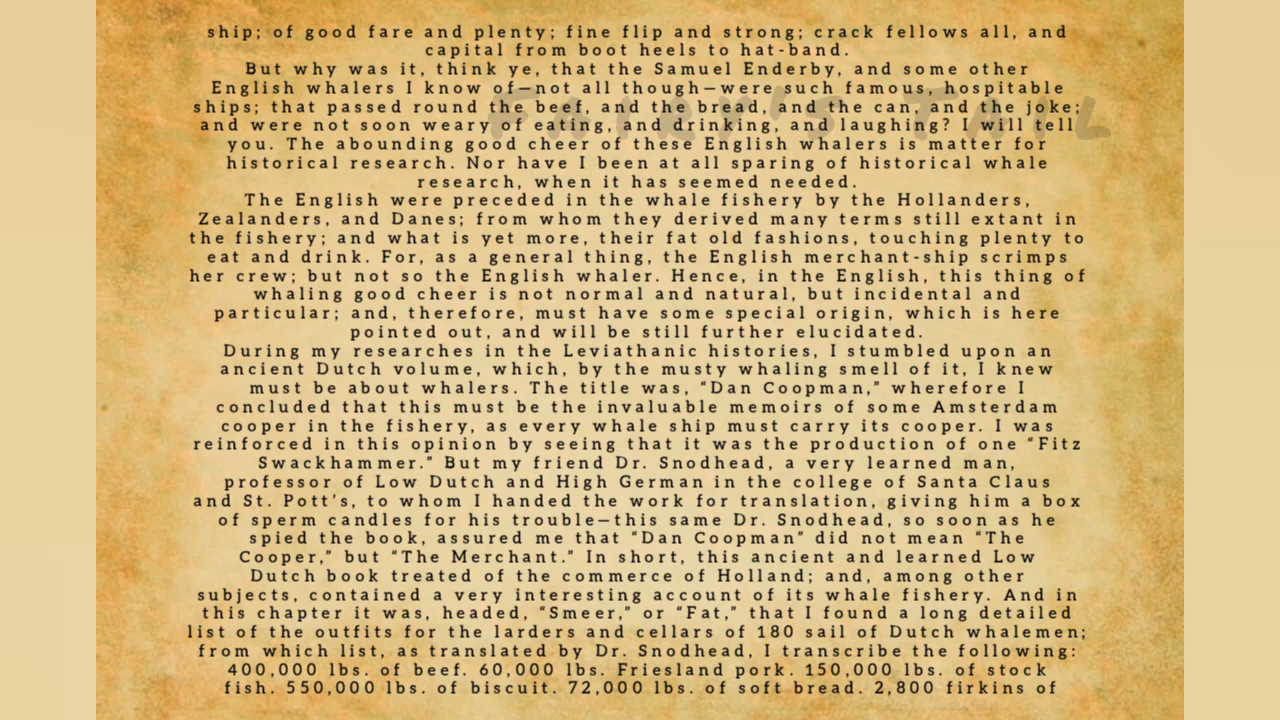 ship; of good fare and plenty; fine flip and strong; crack fellows all, and
capital from boot heels to hat-band.
But why was it, think ye, that the Samuel Enderby, and some other
English whalers I know of—not all though—were such famous, hospitable
ships; that passed round the beef, and the bread, and the can, and the joke;
and were not soon weary of eating, and drinking, and laughing? I will tell
you. The abounding good cheer of these English whalers is matter for
historical research. Nor have I been at all sparing of historical whale
research, when it has seemed needed.
The English were preceded in the whale fishery by the Hollanders,
Zealanders, and Danes; from whom they derived many terms still extant in
the fishery; and what is yet more, their fat old fashions, touching plenty to
eat and drink. For, as a general thing, the English merchant-ship scrimps
her crew; but not so the English whaler. Hence, in the English, this thing of
whaling good cheer is not normal and natural, but incidental and
particular; and, therefore, must have some special origin, which is here
pointed out, and will be still further elucidated.
During my researches in the Leviathanic histories, I stumbled upon an
ancient Dutch volume, which, by the musty whaling smell of it, I knew
must be about whalers. The title was, “Dan Coopman,” wherefore I
concluded that this must be the invaluable memoirs of some Amsterdam
cooper in the fishery, as every whale ship must carry its cooper. I was
reinforced in this opinion by seeing that it was the production of one “Fitz
Swackhammer.” But my friend Dr. Snodhead, a very learned man,
professor of Low Dutch and High German in the college of Santa Claus
and St. Pott’s, to whom I handed the work for translation, giving him a box
of sperm candles for his trouble—this same Dr. Snodhead, so soon as he
spied the book, assured me that “Dan Coopman” did not mean “The
Cooper,” but “The Merchant.” In short, this ancient and learned Low
Dutch book treated of the commerce of Holland; and, among other
subjects, contained a very interesting account of its whale fishery. And in
this chapter it was, headed, “Smeer,” or “Fat,” that I found a long detailed
list of the outfits for the larders and cellars of 180 sail of Dutch whalemen;
from which list, as translated by Dr. Snodhead, I transcribe the following:
400,000 lbs. of beef. 60,000 lbs. Friesland pork. 150,000 lbs. of stock
fish. 550,000 lbs. of biscuit. 72,000 lbs. of soft bread. 2,800 firkins of